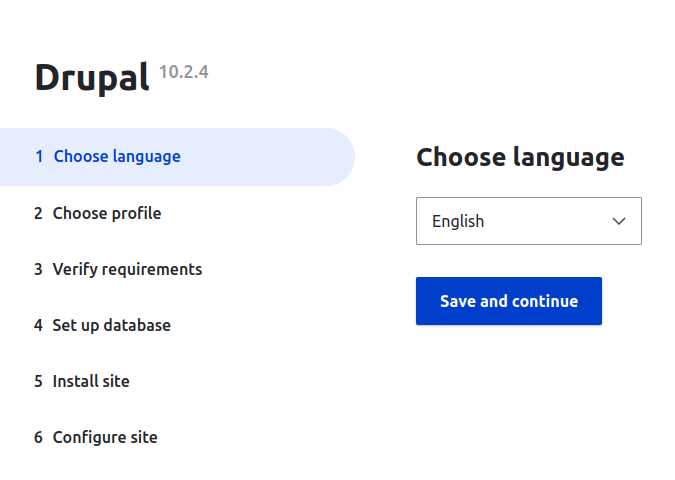 Drupal 10.2.4
1 Choose language
2 Choose profile
3 Verify requirements
4 Set up database
5 Install site
6 Configure site
Choose language
English
Save and continue